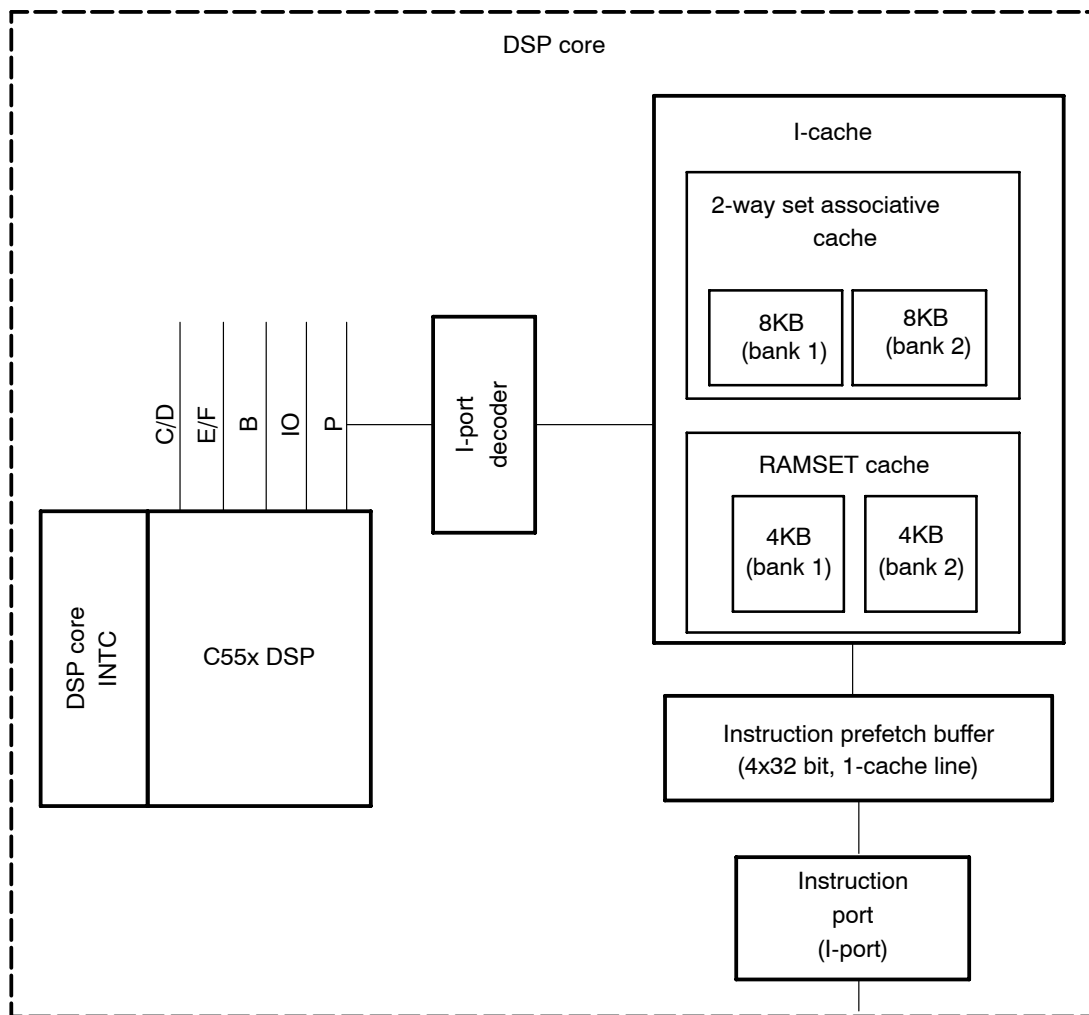 DSP core
I-cache
2-way set associative
cache
8KB
(bank 1)
8KB
(bank 2)
C/D
E/F
B
IO
P
I-port
decoder
RAMSET cache
4KB
(bank 1)
4KB
(bank 2)
DSP core
INTC
C55x DSP
Instruction prefetch buffer
(4x32 bit, 1-cache line)
Instruction
port
(I-port)